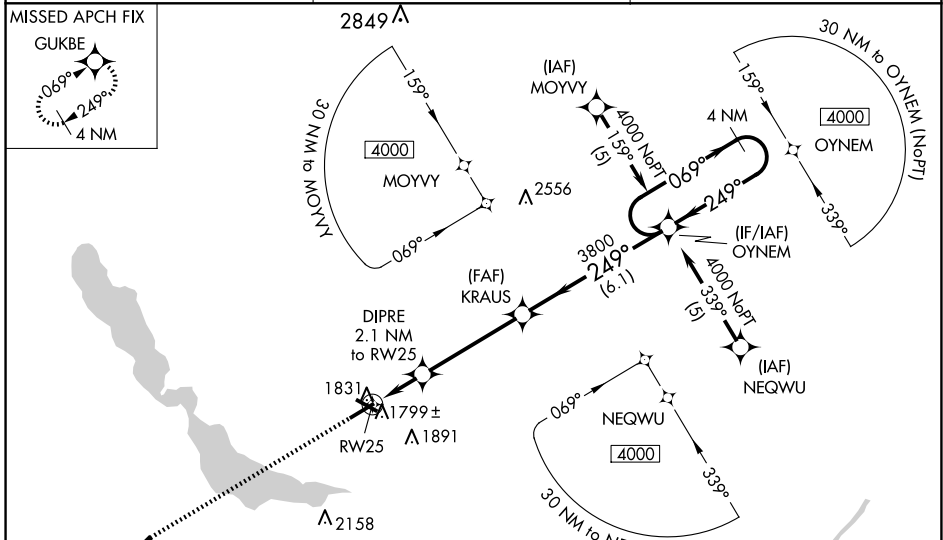 MISSED APCH FIX
GUKBE
069°
249°
4 NM
2849
159°
30 NM to MOYVY
4000
MOYVY
069°
(IAF)
MOYVY
4000 NoPT
159°
(5)
2556
4 NM
069°
249°
30 NM to OYNEM (NoPT)
159°
4000
OYNEM
339°
(IF/IAF)
OYNEM
3800
249°
(6.1)
4000 NoPT
339°
(5)
(IAF)
NEQWU
(FAF)
KRAUS
DIPRE
2.1 NM
to RW25
1831
1799 ±
RW25
1891
2158
069°
NEQWU
4000
339°
30 NM to